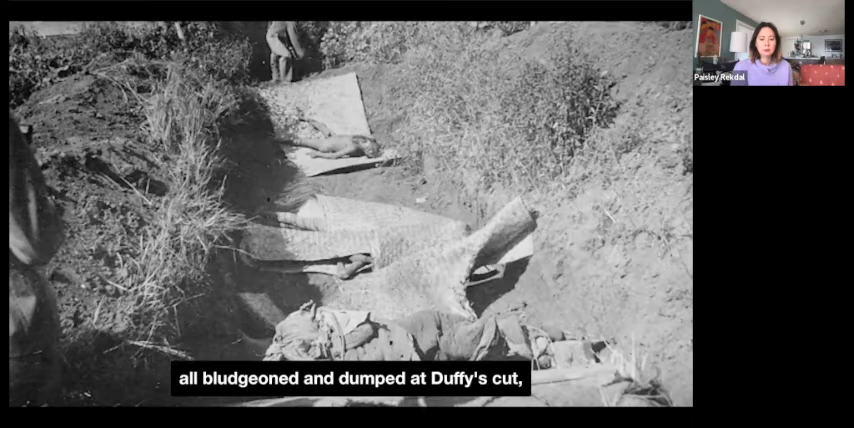 Paisley Rekdal
all bludgeoned and dumped at Duffy's cut,